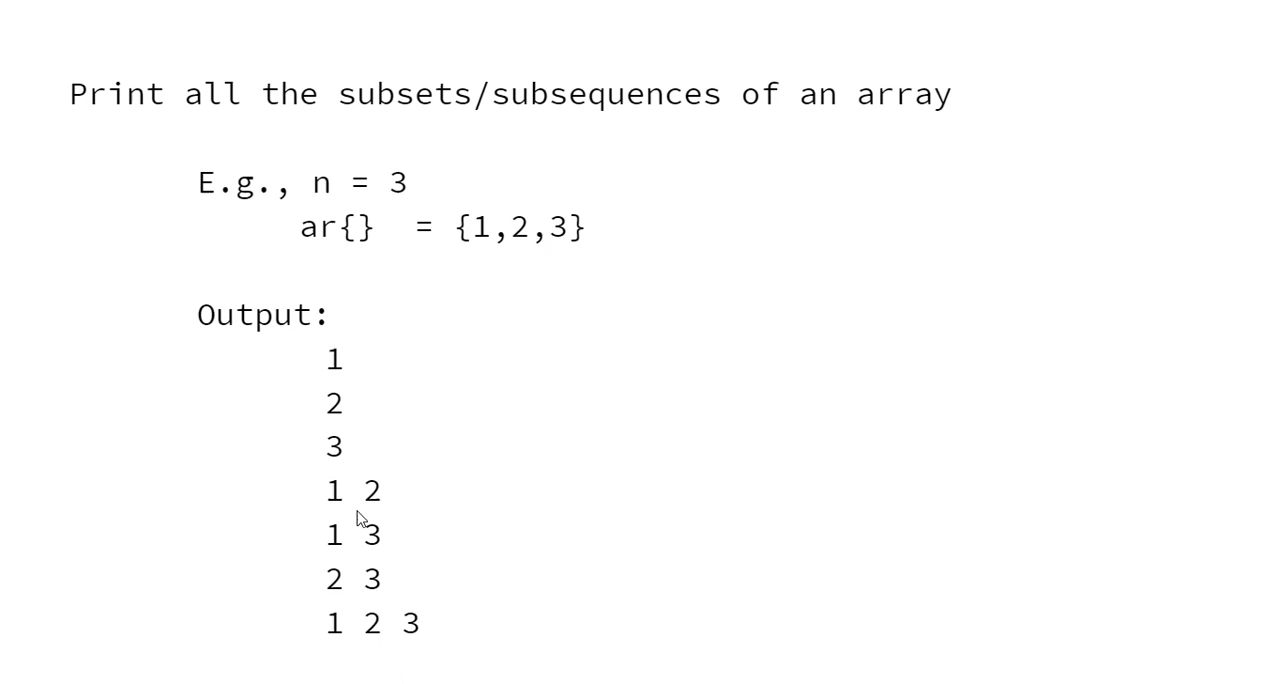 Print all the subsets/subsequences of an array
E.g., n = 3
ar{} = {1,2,3}
Output:
1
2
3
1 2
1 3
2 3
1 2 3